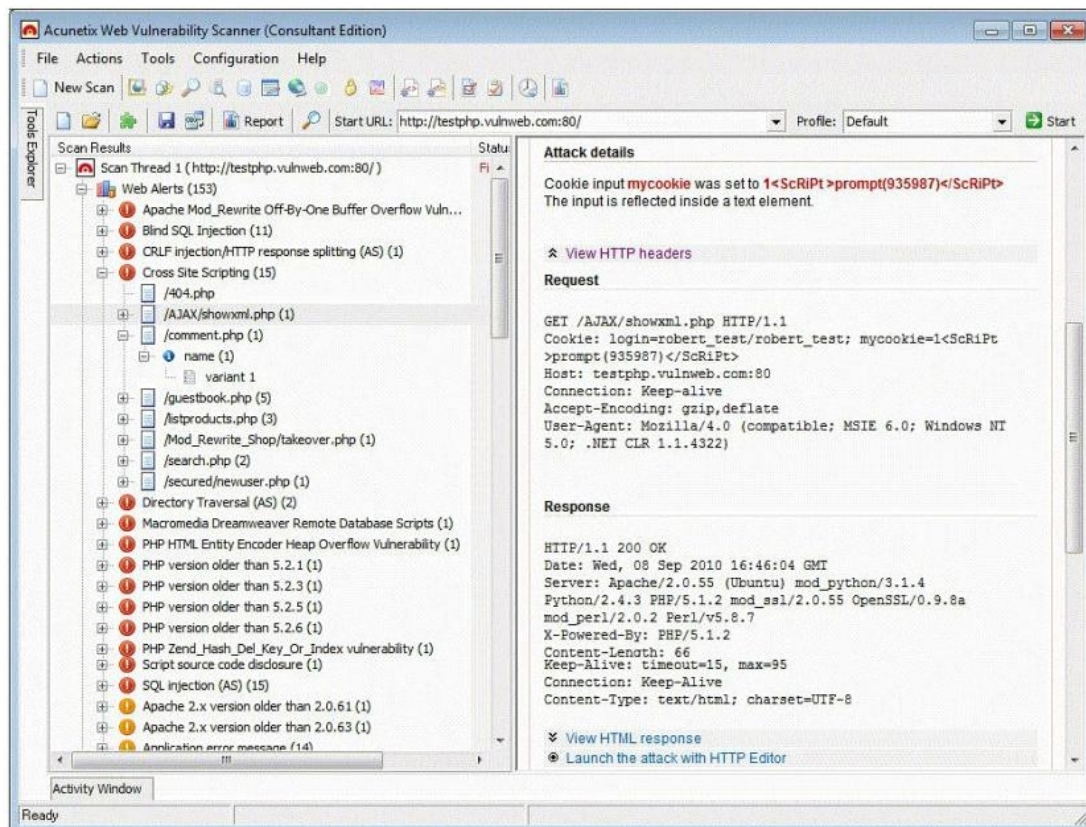 Acunetix Web Vulnerability Scanner (Consultant Edition)
File Actions Tools Configuration Help
New Scan
Tools Explorer
Report Start URL: http://testphp.vulnweb.com:80/ Profile: Default Start
Scan Results Statu
Scan Thread 1 ( http://testphp.vulnweb.com:80/ ) Fi
Web Alerts (153)
Apache Mod_Rewrite Off-By-One Buffer Overflow Vuln...
Blind SQL Injection (11)
CRLF injection/HTTP response splitting (AS) (1)
Cross Site Scripting (15)
/404.php
/AJAX/showxml.php (1)
/comment.php (1)
name (1)
variant 1
/guestbook.php (5)
/listproducts.php (3)
/Mod_Rewrite_Shop/takeover.php (1)
/search.php (2)
/secured/newuser.php (1)
Directory Traversal (AS) (2)
Macromedia Dreamweaver Remote Database Scripts (1)
PHP HTML Entity Encoder Heap Overflow Vulnerability (1)
PHP version older than 5.2.1 (1)
PHP version older than 5.2.3 (1)
PHP version older than 5.2.5 (1)
PHP version older than 5.2.6 (1)
PHP Zend_Hash_Del_Key_Or_Index vulnerability (1)
Script source code disclosure (1)
SQL injection (AS) (15)
Apache 2.x version older than 2.0.61 (1)
Apache 2.x version older than 2.0.63 (1)
Application error message (14)
Attack details
Cookie input mycookie was set to 1<ScRiPt >prompt(935987)</ScRiPt>
The input is reflected inside a text element.
View HTTP headers
Request
GET /AJAX/showxml.php HTTP/1.1
Cookie: login=robert_test/robert_test; mycookie=1<ScRiPt
>prompt(935987)</ScRiPt>
Host: testphp.vulnweb.com:80
Connection: Keep-alive
Accept-Encoding: gzip,deflate
User-Agent: Mozilla/4.0 (compatible; MSIE 6.0; Windows NT
5.0; .NET CLR 1.1.4322)
Response
HTTP/1.1 200 OK
Date: Wed, 08 Sep 2010 16:46:04 GMT
Server: Apache/2.0.55 (Ubuntu) mod_python/3.1.4
Python/2.4.3 PHP/5.1.2 mod_ssl/2.0.55 OpenSSL/0.9.8a
mod_perl/2.0.2 Perl/v5.8.7
X-Powered-By: PHP/5.1.2
Content-Length: 66
Keep-Alive: timeout=15, max=95
Connection: Keep-Alive
Content-Type: text/html; charset=UTF-8
View HTML response
Launch the attack with HTTP Editor
Activity Window
Ready